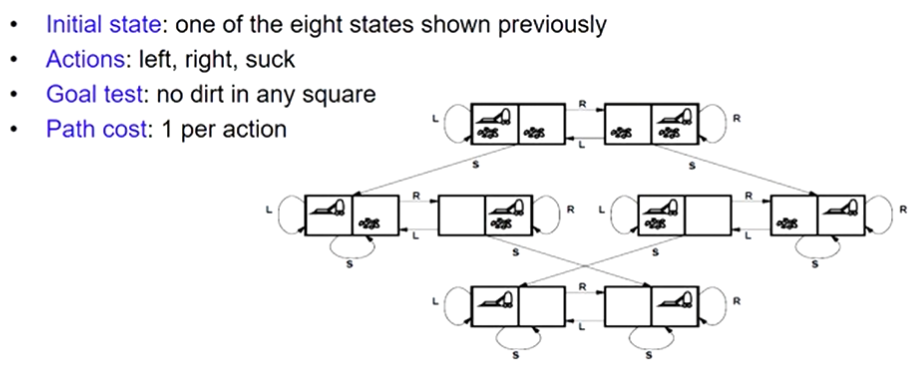 • Initial state: one of the eight states shown previously
• Actions: left, right, suck
• Goal test: no dirt in any square
• Path cost: 1 per action
L R R
L
S S
L R R L R R
L L
S S S S
L R R
L
S S